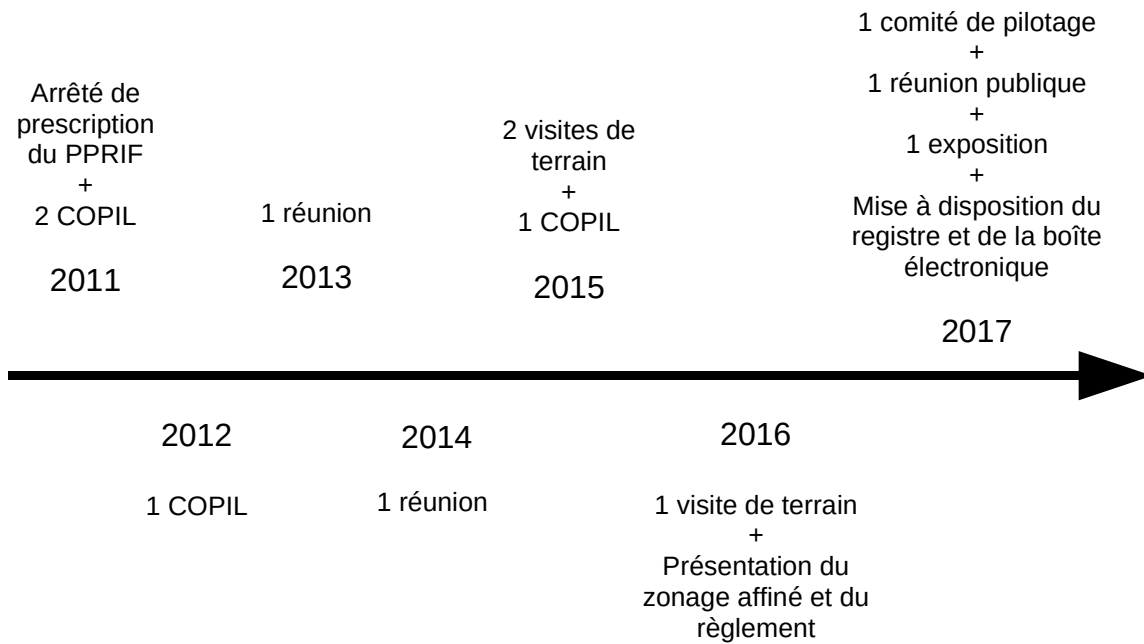 Arrêté de
prescription
du PPRIF
+
2 COPIL
2011
1 réunion
2013
2 visites de
terrain
+
1 COPIL
2015
1 comité de pilotage
+
1 réunion publique
+
1 exposition
+
Mise à disposition du
registre et de la boîte
électronique
2017
2012
1 COPIL
2014
1 réunion
2016
1 visite de terrain
+
Présentation du
zonage affiné et du
règlement